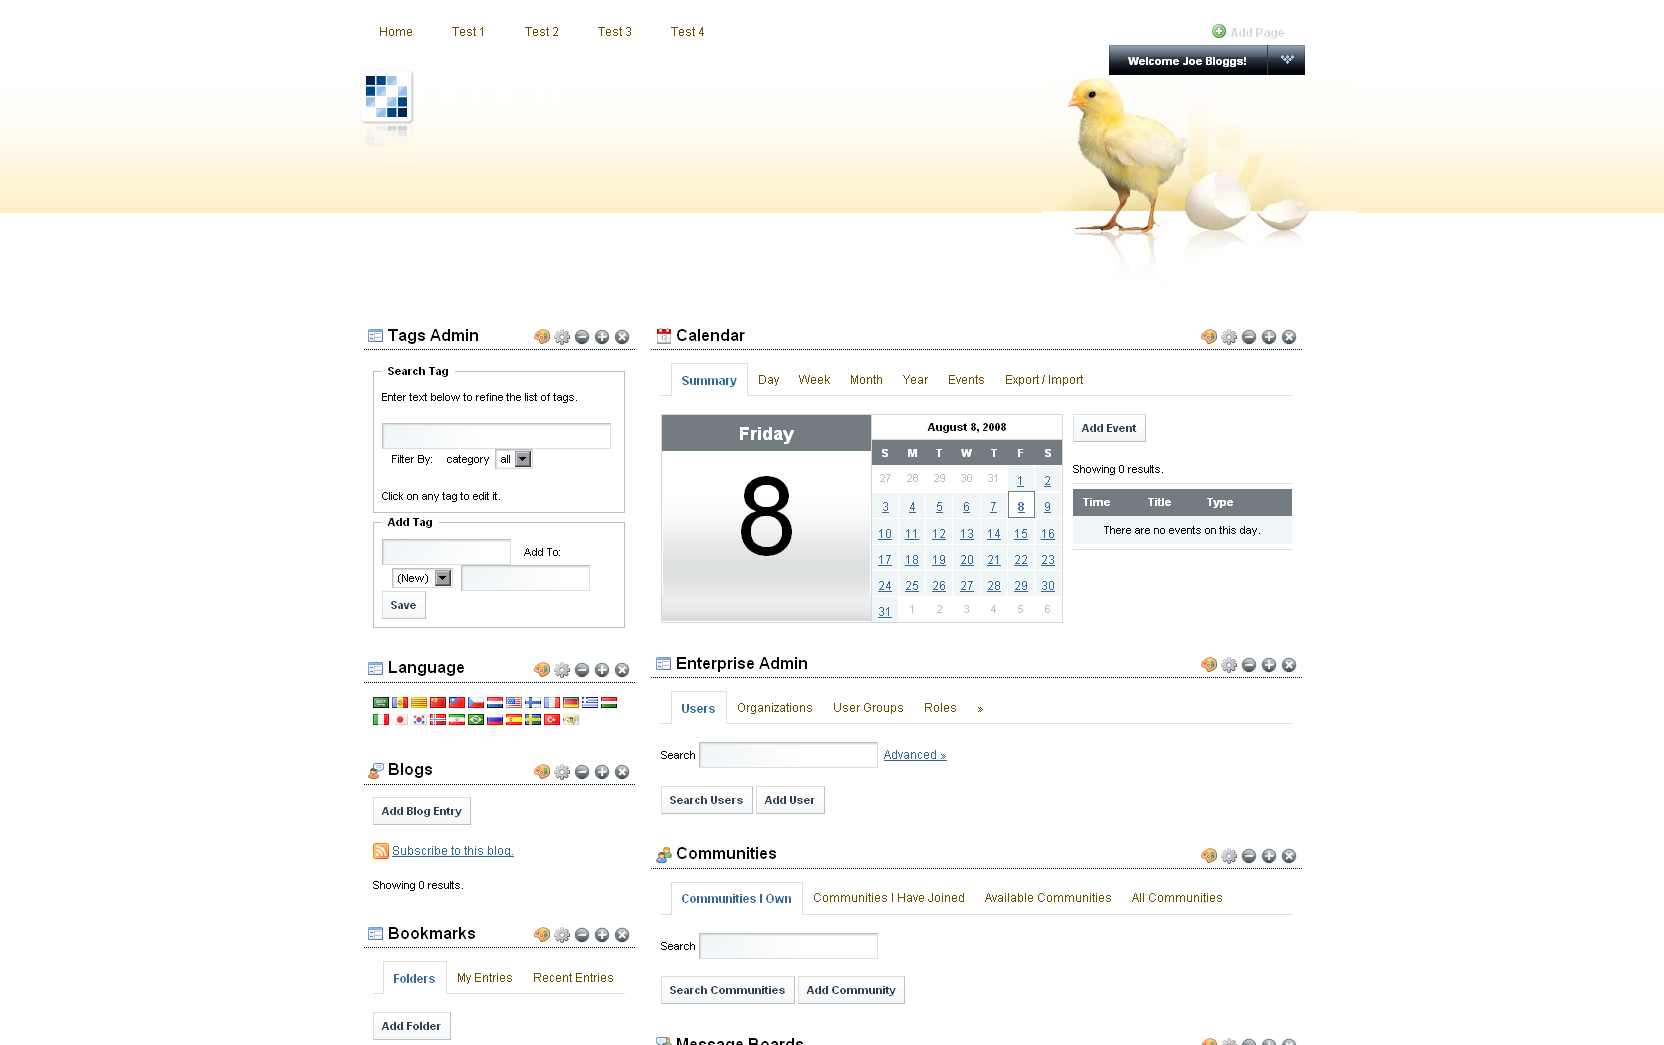 Home Test 1 Test 2 Test 3 Test 4
Add Page
Welcome Joe Bloggs!
Tags Admin
Search Tag
Enter text below to refine the list of tags.
Filter By: category all
Click on any tag to edit it.
Add Tag
Add To:
(New)
Save
Language
Blogs
Add Blog Entry
Subscribe to this blog.
Showing 0 results.
Bookmarks
Folders My Entries Recent Entries
Add Folder
Calendar
Summary Day Week Month Year Events Export / Import
Friday
8
August 8, 2008
S M T W T F S
27 28 29 30 31 1 2
3 4 5 6 7 8 9
10 11 12 13 14 15 16
17 18 19 20 21 22 23
24 25 26 27 28 29 30
31 1 2 3 4 5 6
Add Event
Showing 0 results.
Time Title Type
There are no events on this day.
Enterprise Admin
Users Organizations User Groups Roles »
Search Advanced »
Search Users Add User
Communities
Communities I Own Communities I Have Joined Available Communities All Communities
Search
Search Communities Add Community
Message Boards